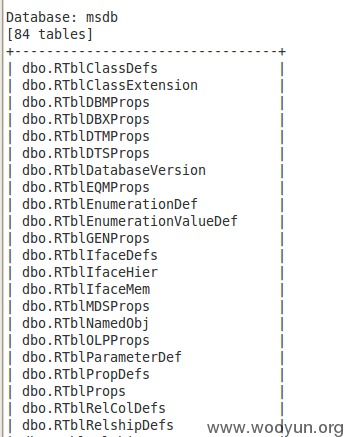 Database: msdb
[84 tables]
+---------------------------------+
| dbo.RTblClassDefs |
| dbo.RTblClassExtension |
| dbo.RTblDBMProps |
| dbo.RTblDBXProps |
| dbo.RTblDTMProps |
| dbo.RTblDTSProps |
| dbo.RTblDatabaseVersion |
| dbo.RTblEQMProps |
| dbo.RTblEnumerationDef |
| dbo.RTblEnumerationValueDef |
| dbo.RTblGENProps |
| dbo.RTblIfaceDefs |
| dbo.RTblIfaceHier |
| dbo.RTblIfaceMem |
| dbo.RTblMDSProps |
| dbo.RTblNamedObj |
| dbo.RTblOLPProps |
| dbo.RTblParameterDef |
| dbo.RTblPropDefs |
| dbo.RTblProps |
| dbo.RTblRelColDefs |
| dbo.RTblRelshipDefs |
www.wooyun.org